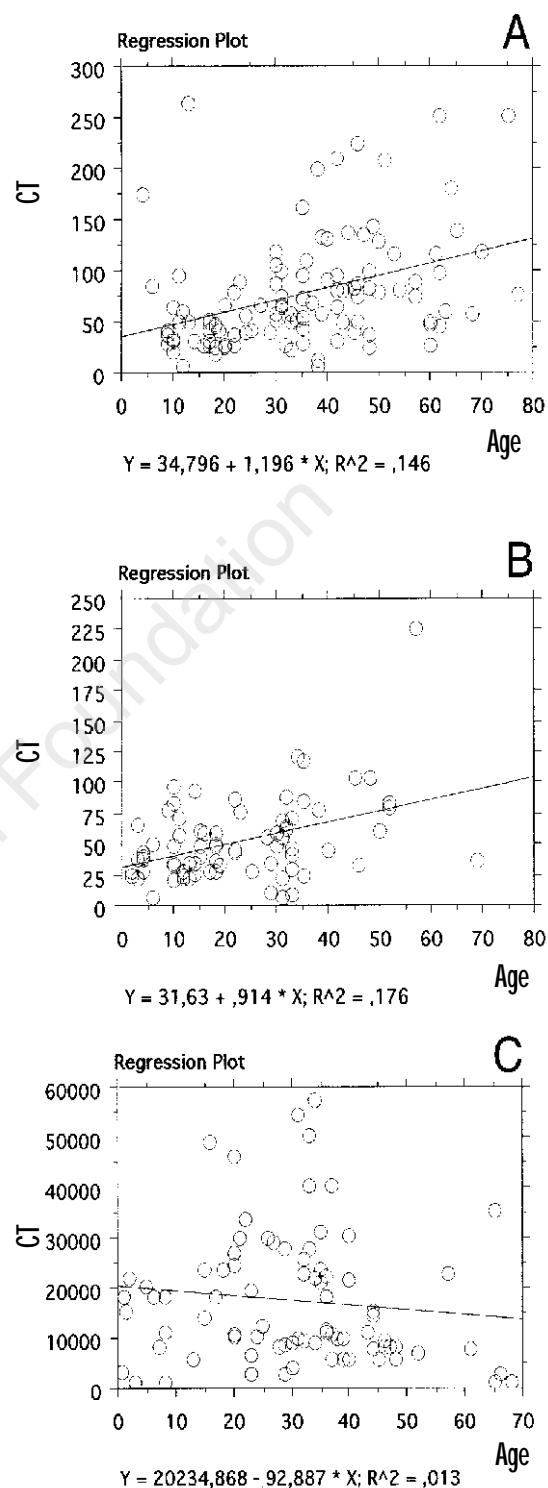 A
Regression Plot
300
250
200
150
100
50
0
CT
0 10 20 30 40 50 60 70 80
Age
Y = 34,796 + 1,196 * X; R^2 = ,146
B
Regression Plot
250
225
200
175
150
125
100
75
50
25
0
CT
0 10 20 30 40 50 60 70 80
Age
Y = 31,63 + ,914 * X; R^2 = ,176
C
Regression Plot
60000
50000
40000
30000
20000
10000
0
CT
0 10 20 30 40 50 60 70
Age
Y = 20234,868 - 92,887 * X; R^2 = ,013
Foundation